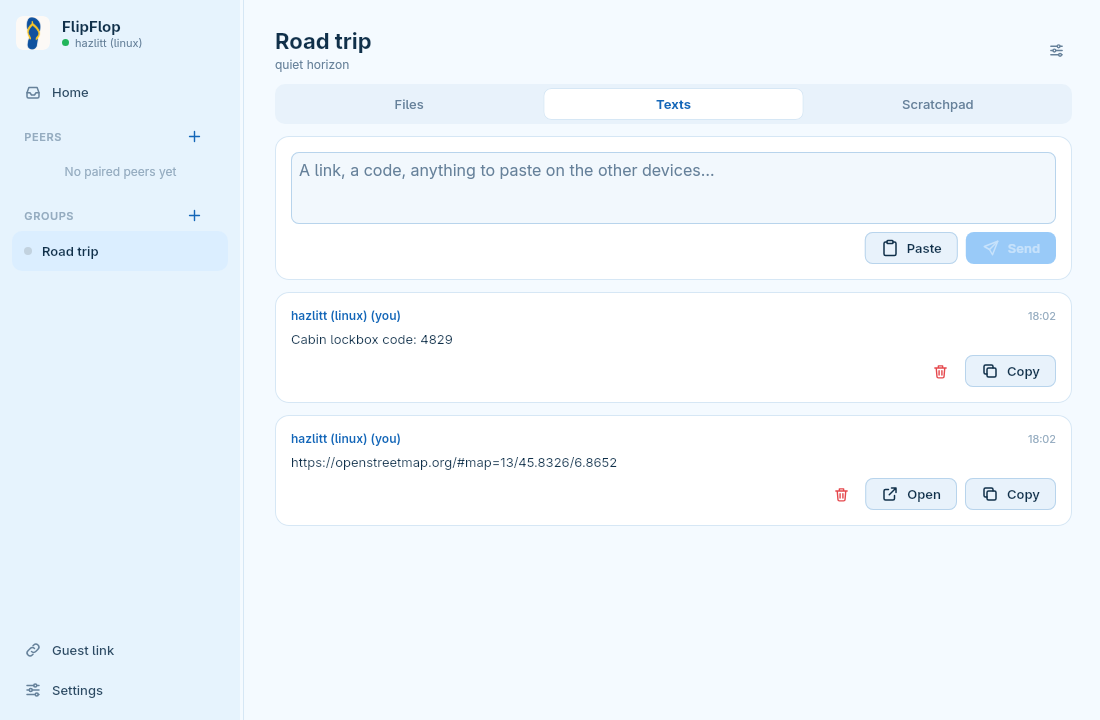 FlipFlop
hazlitt (linux)
Home
PEERS
No paired peers yet
GROUPS
Road trip
Guest link
Settings
Road trip
quiet horizon
Files
Texts
Scratchpad
A link, a code, anything to paste on the other devices...
Paste
Send
hazlitt (linux) (you)
18:02
Cabin lockbox code: 4829
Copy
hazlitt (linux) (you)
18:02
https://openstreetmap.org/#map=13/45.8326/6.8652
Open
Copy